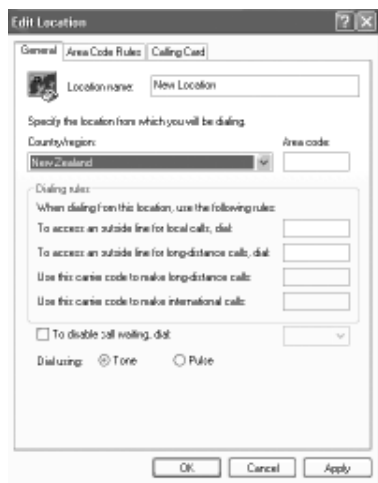 Edit Location
General Area Code Rules Calling Card
Location name: New Location
Specify the location from which you will be dialing.
Country/region: Area code:
New Zealand
Dialing rules
When dialing from this location, use the following rules:
To access an outside line for local calls, dial:
To access an outside line for long-distance calls, dial:
Use this carrier code to make long-distance calls:
Use this carrier code to make international calls:
To disable call waiting, dial:
Dial using: Tone Pulse
OK Cancel Apply